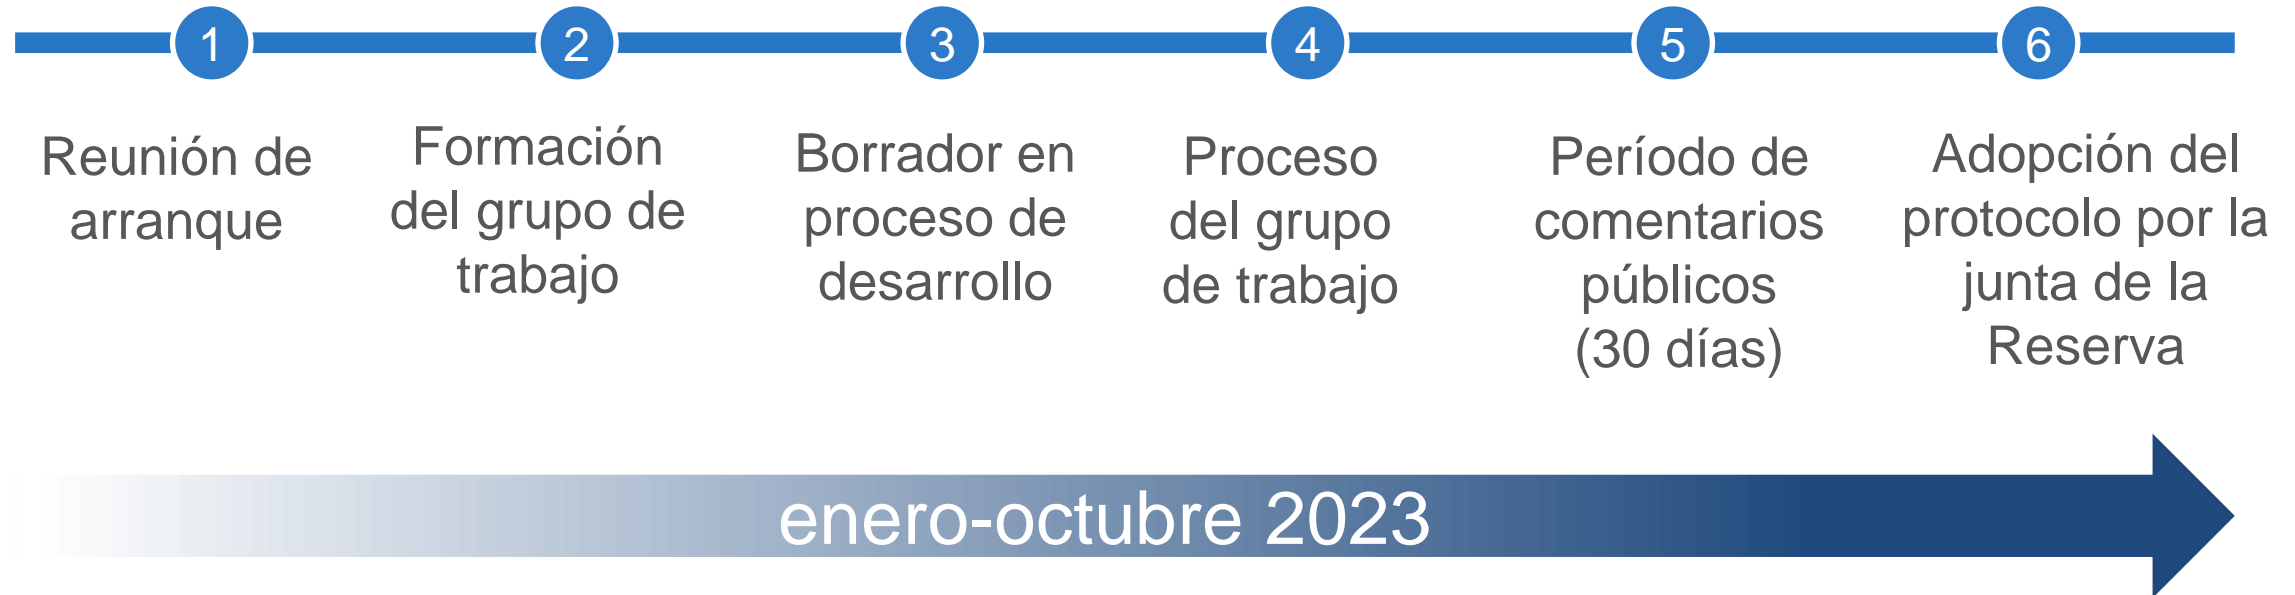 1
2
3
4
5
6
Reunión de
arranque
Formación
del grupo de
trabajo
Borrador en
proceso de
desarrollo
Proceso
del grupo
de trabajo
Período de
comentarios
públicos
(30 días)
Adopción del
protocolo por la
junta de la
Reserva
enero-octubre 2023